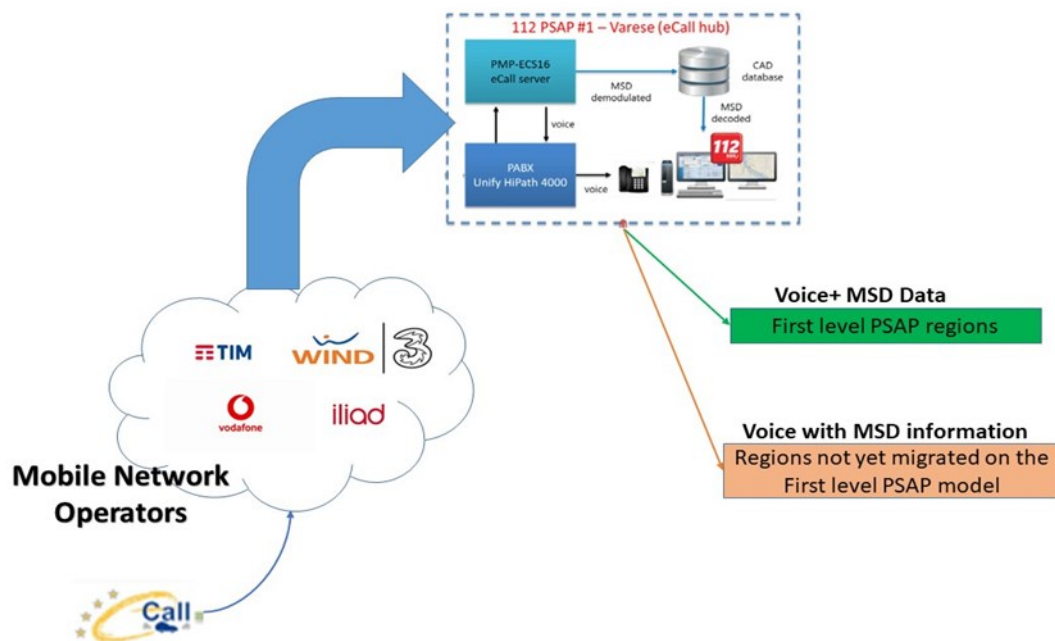 112 PSAP #1 – Varese (eCall hub)
PMP-ECS16
eCall server
MSD
demodulated
CAD
database
voice
MSD
decoded
112
PABX
Unify HiPath 4000
voice
Voice+ MSD Data
First level PSAP regions
TIM
WIND
3
vodafone
iliad
Voice with MSD information
Regions not yet migrated on the
First level PSAP model
Mobile Network
Operators
eCall